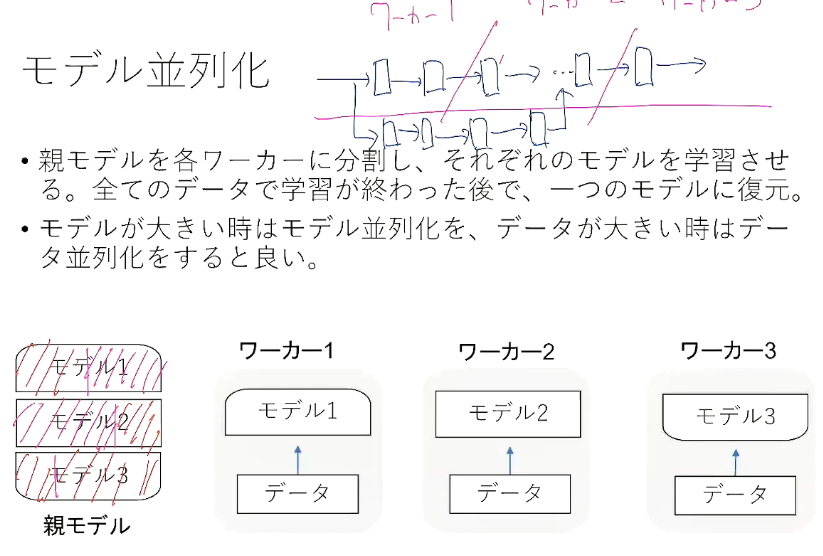 ワーカー1
モデル並列化
• 親モデルを各ワーカーに分割し、それぞれのモデルを学習させ
る。全てのデータで学習が終わった後で、一つのモデルに復元。
• モデルが大きい時はモデル並列化を、データが大きい時はデー
タ並列化をすると良い。
モデル1
モデル2
モデル3
親モデル
ワーカー1
モデル1
データ
ワーカー2
モデル2
データ
ワーカー3
モデル3
データ